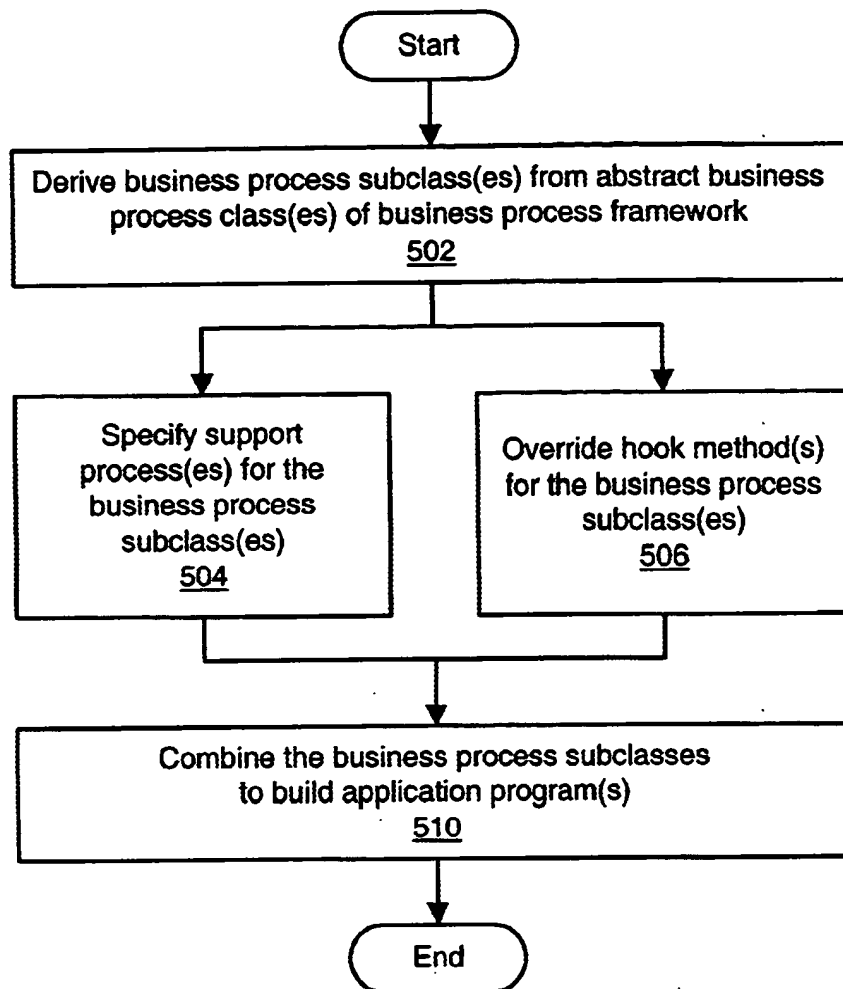 Start
Derive business process subclass(es) from abstract business
process class(es) of business process framework
502
Specify support
process(es) for the
business process
subclass(es)
504
Override hook method(s)
for the business process
subclass(es)
506
Combine the business process subclasses
to build application program(s)
510
End